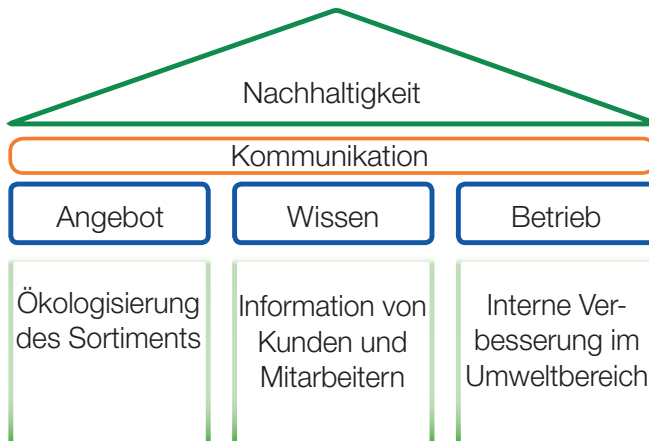 Nachhaltigkeit
Kommunikation
Angebot
Wissen
Betrieb
Ökologisierung
des Sortiments
Information von
Kunden und
Mitarbeitern
Interne Ver-
besserung im
Umweltbereich